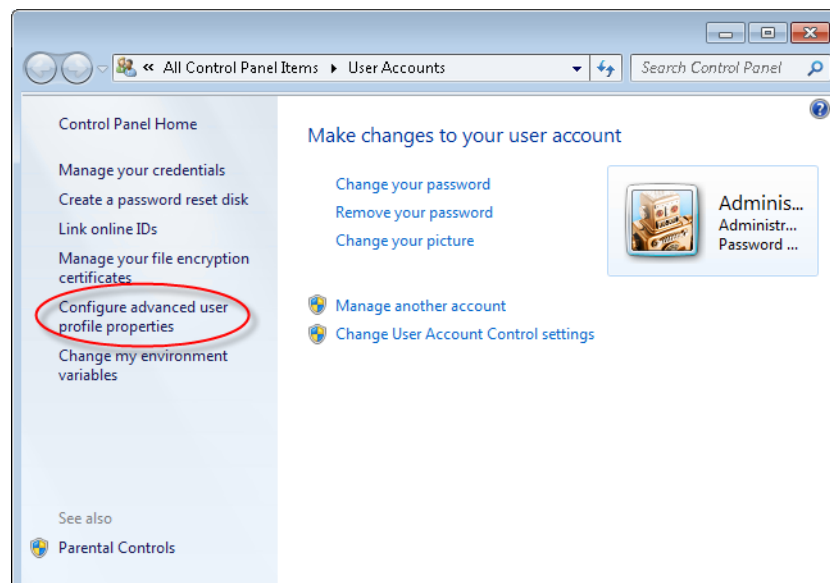 « All Control Panel Items ▸ User Accounts
Search Control Panel
Control Panel Home
Manage your credentials
Create a password reset disk
Link online IDs
Manage your file encryption
certificates
Configure advanced user
profile properties
Change my environment
variables
See also
Parental Controls
Make changes to your user account
Change your password
Remove your password
Change your picture
Manage another account
Change User Account Control settings
Adminis...
Administr...
Password ...